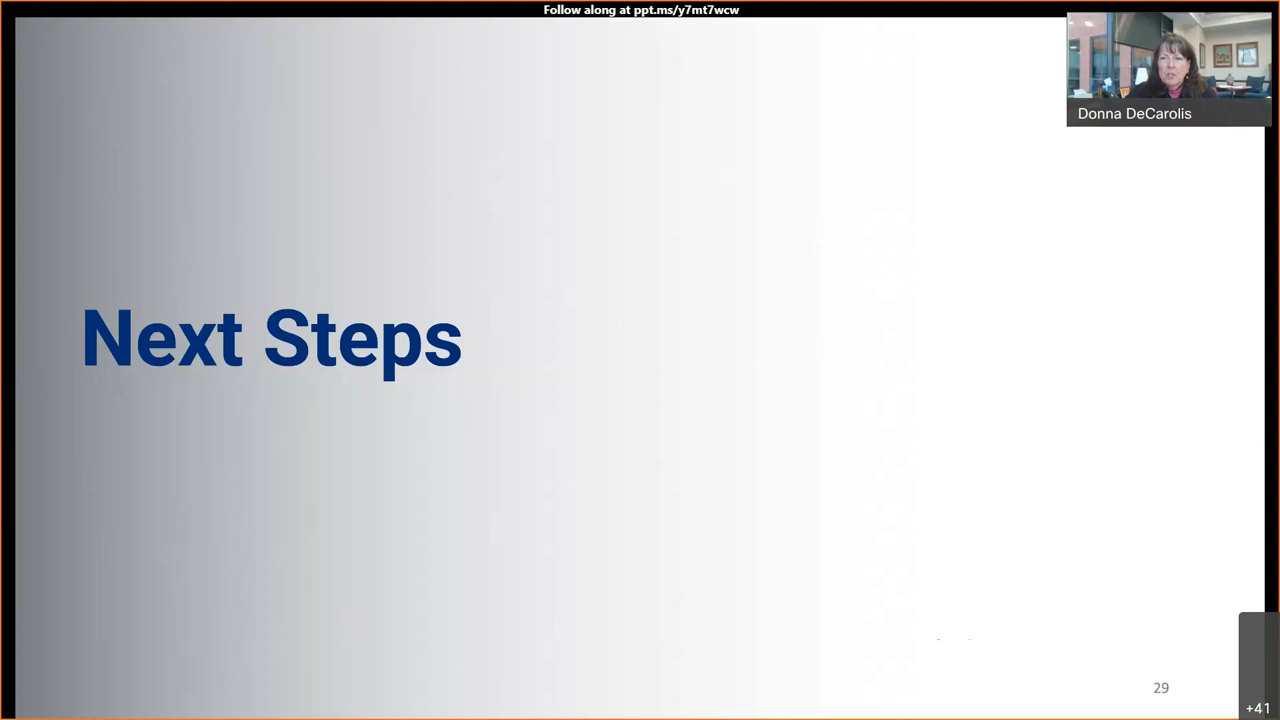 Follow along at ppt.ms/y7mt7wcw
Donna DeCarolis
Next Steps
29
+41